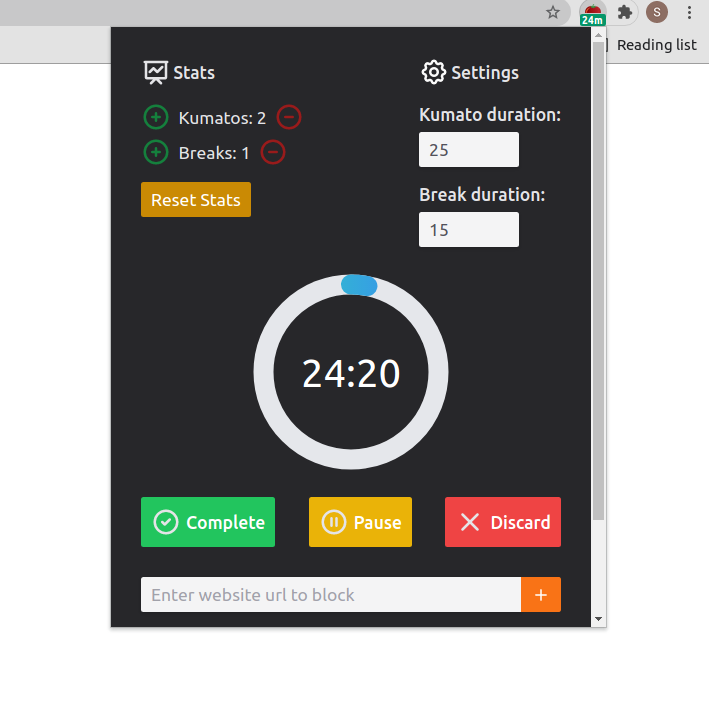 S
24m
Reading list
Stats
Settings
Kumatos: 2
Breaks: 1
Reset Stats
Kumato duration:
25
Break duration:
15
24:20
Complete
Pause
Discard
Enter website url to block
+